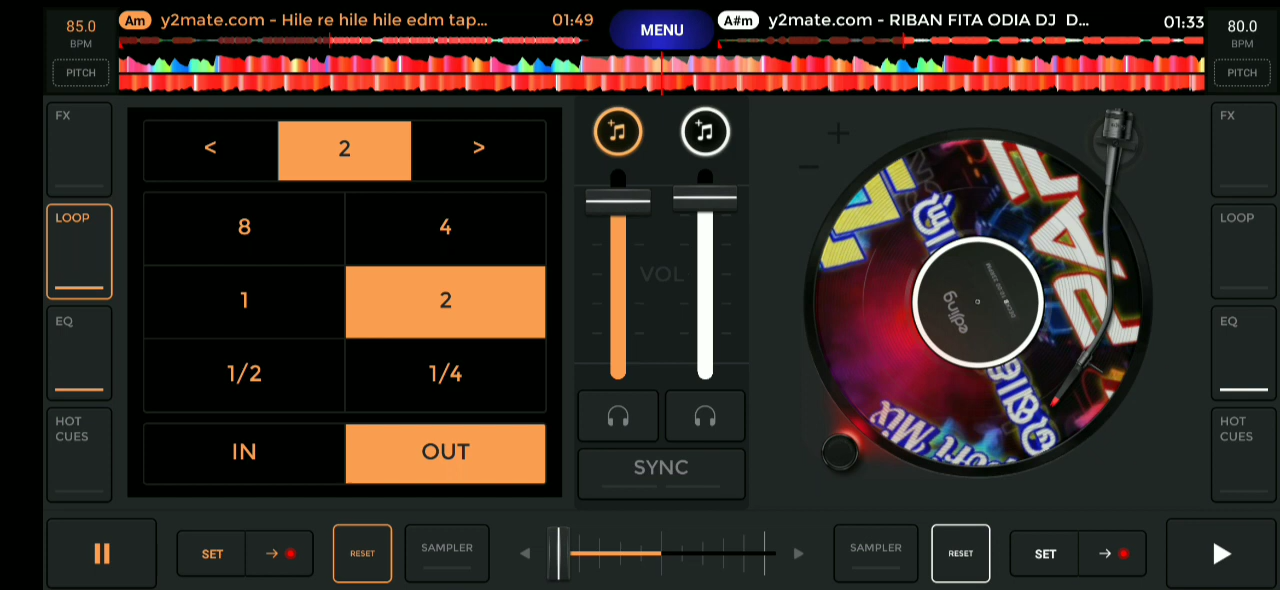 85.0
BPM
PITCH
Am y2mate.com - Hile re hile hile edm tap... 01:49
MENU
A#m y2mate.com - RIBAN FITA ODIA DJ D... 01:33
80.0
BPM
PITCH
FX
LOOP
EQ
HOT
CUES
< 2 >
8 4
1 2
1/2 1/4
IN OUT
VOL
SYNC
edjing
FX
LOOP
EQ
HOT
CUES
SET
RESET
SAMPLER
SAMPLER
RESET
SET